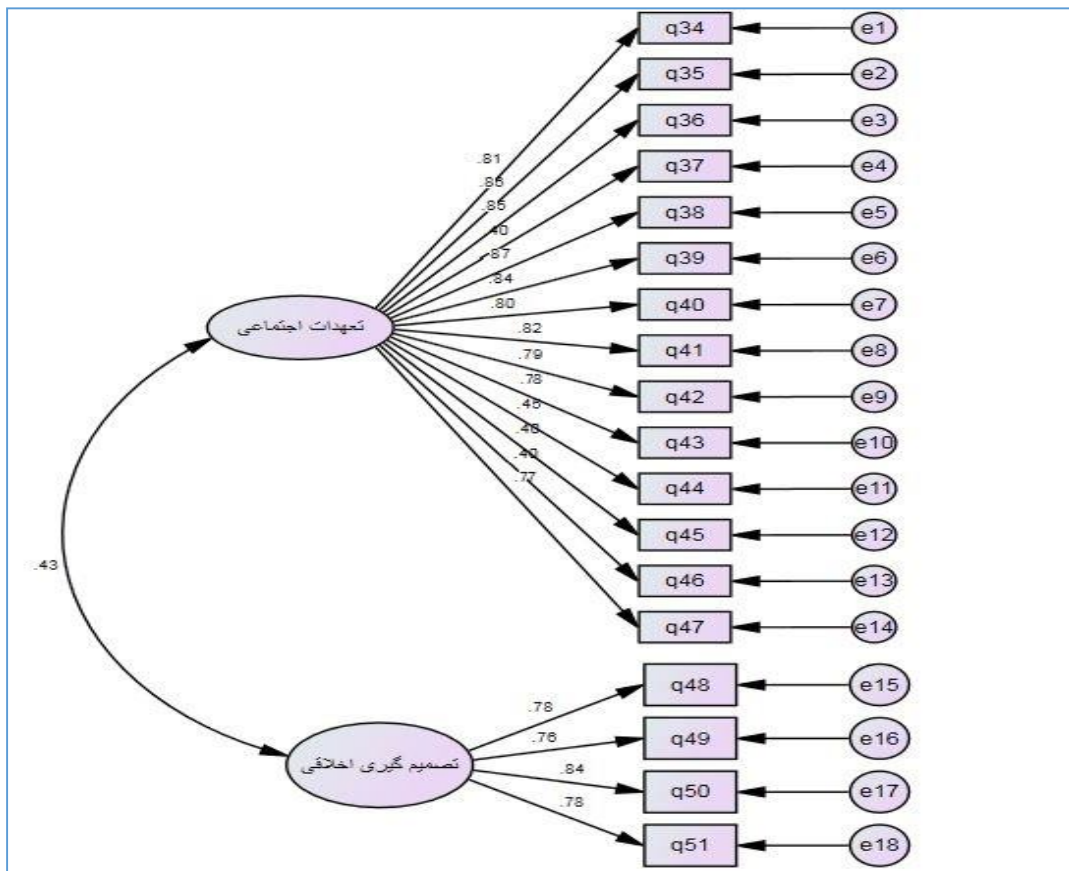 q34 e1
q35 e2
q36 e3
q37 e4
q38 e5
q39 e6
q40 e7
q41 e8
q42 e9
q43 e10
q44 e11
q45 e12
q46 e13
q47 e14
.81
.85
.40
.87
.84
.80
.82
.79
.78
.45
.77
تعهدات اجتماعی
.43
q48 e15
q49 e16
q50 e17
q51 e18
.78
.76
.84
.78
تصمیم گیری اخلاقی